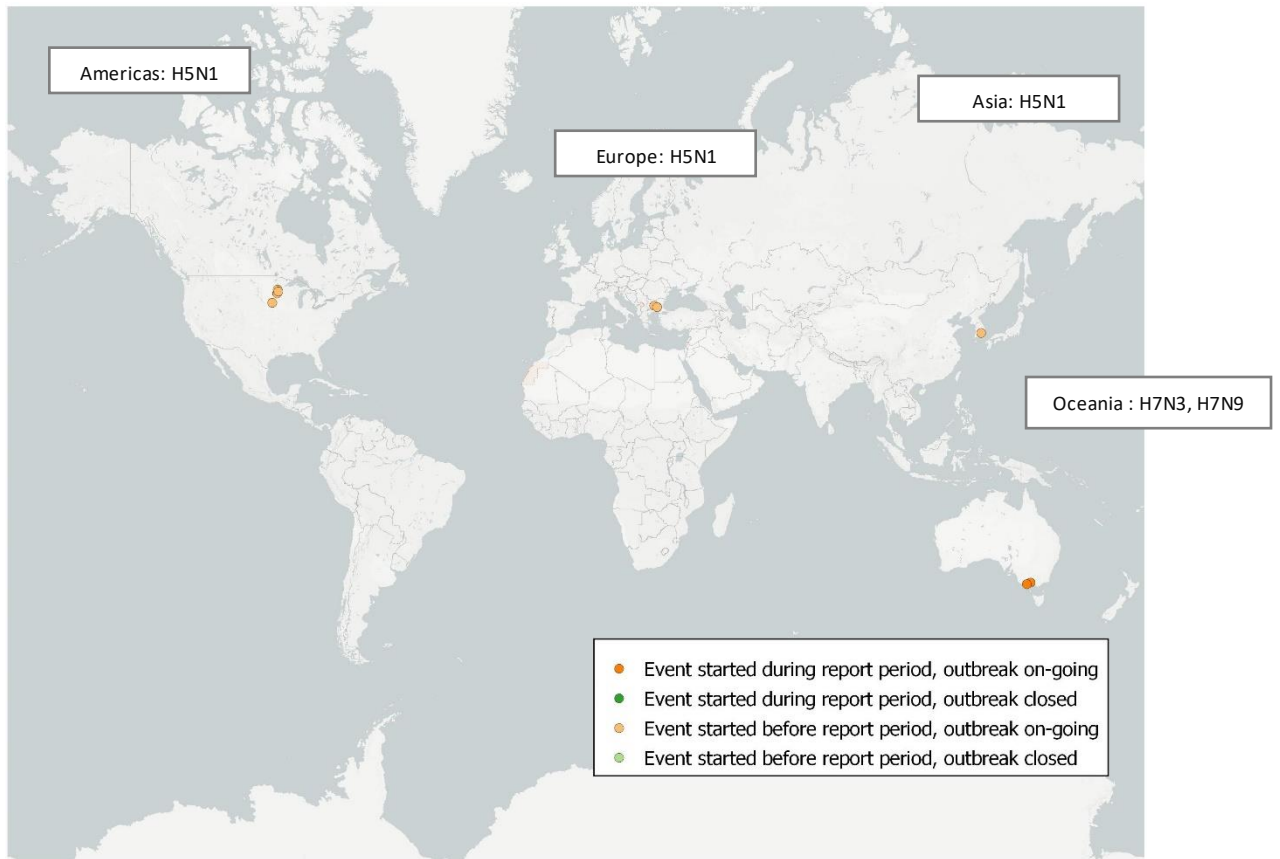 Americas: H5N1
Asia: H5N1
Europe: H5N1
Oceania : H7N3, H7N9
Event started during report period, outbreak on-going
Event started during report period, outbreak closed
Event started before report period, outbreak on-going
Event started before report period, outbreak closed